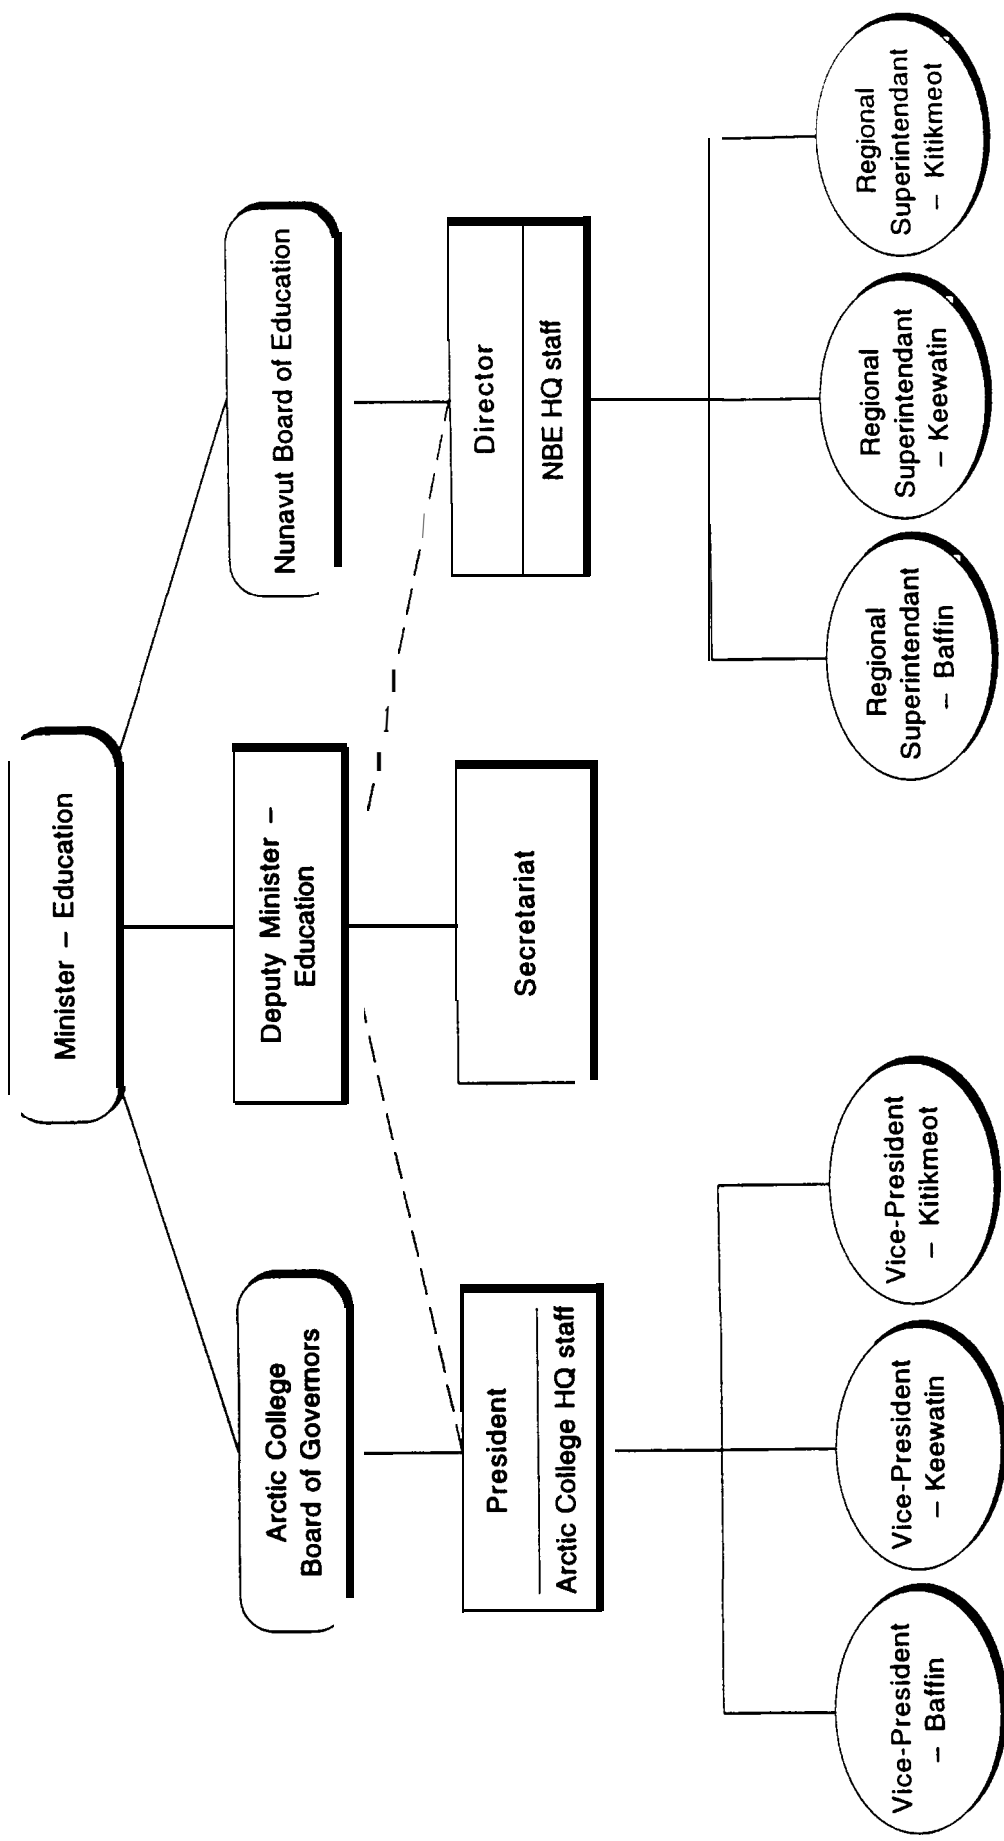 Minister – Education
Arctic College
Board of Governors
Deputy Minister –
Education
Nunavut Board of Education
President
Arctic College HQ staff
Secretariat
Director
NBE HQ staff
Vice-President
– Baffin
Vice-President
– Keewatin
Vice-President
– Kitikmeot
Regional
Superintendant
– Baffin
Regional
Superintendant
– Keewatin
Regional
Superintendant
– Kitikmeot